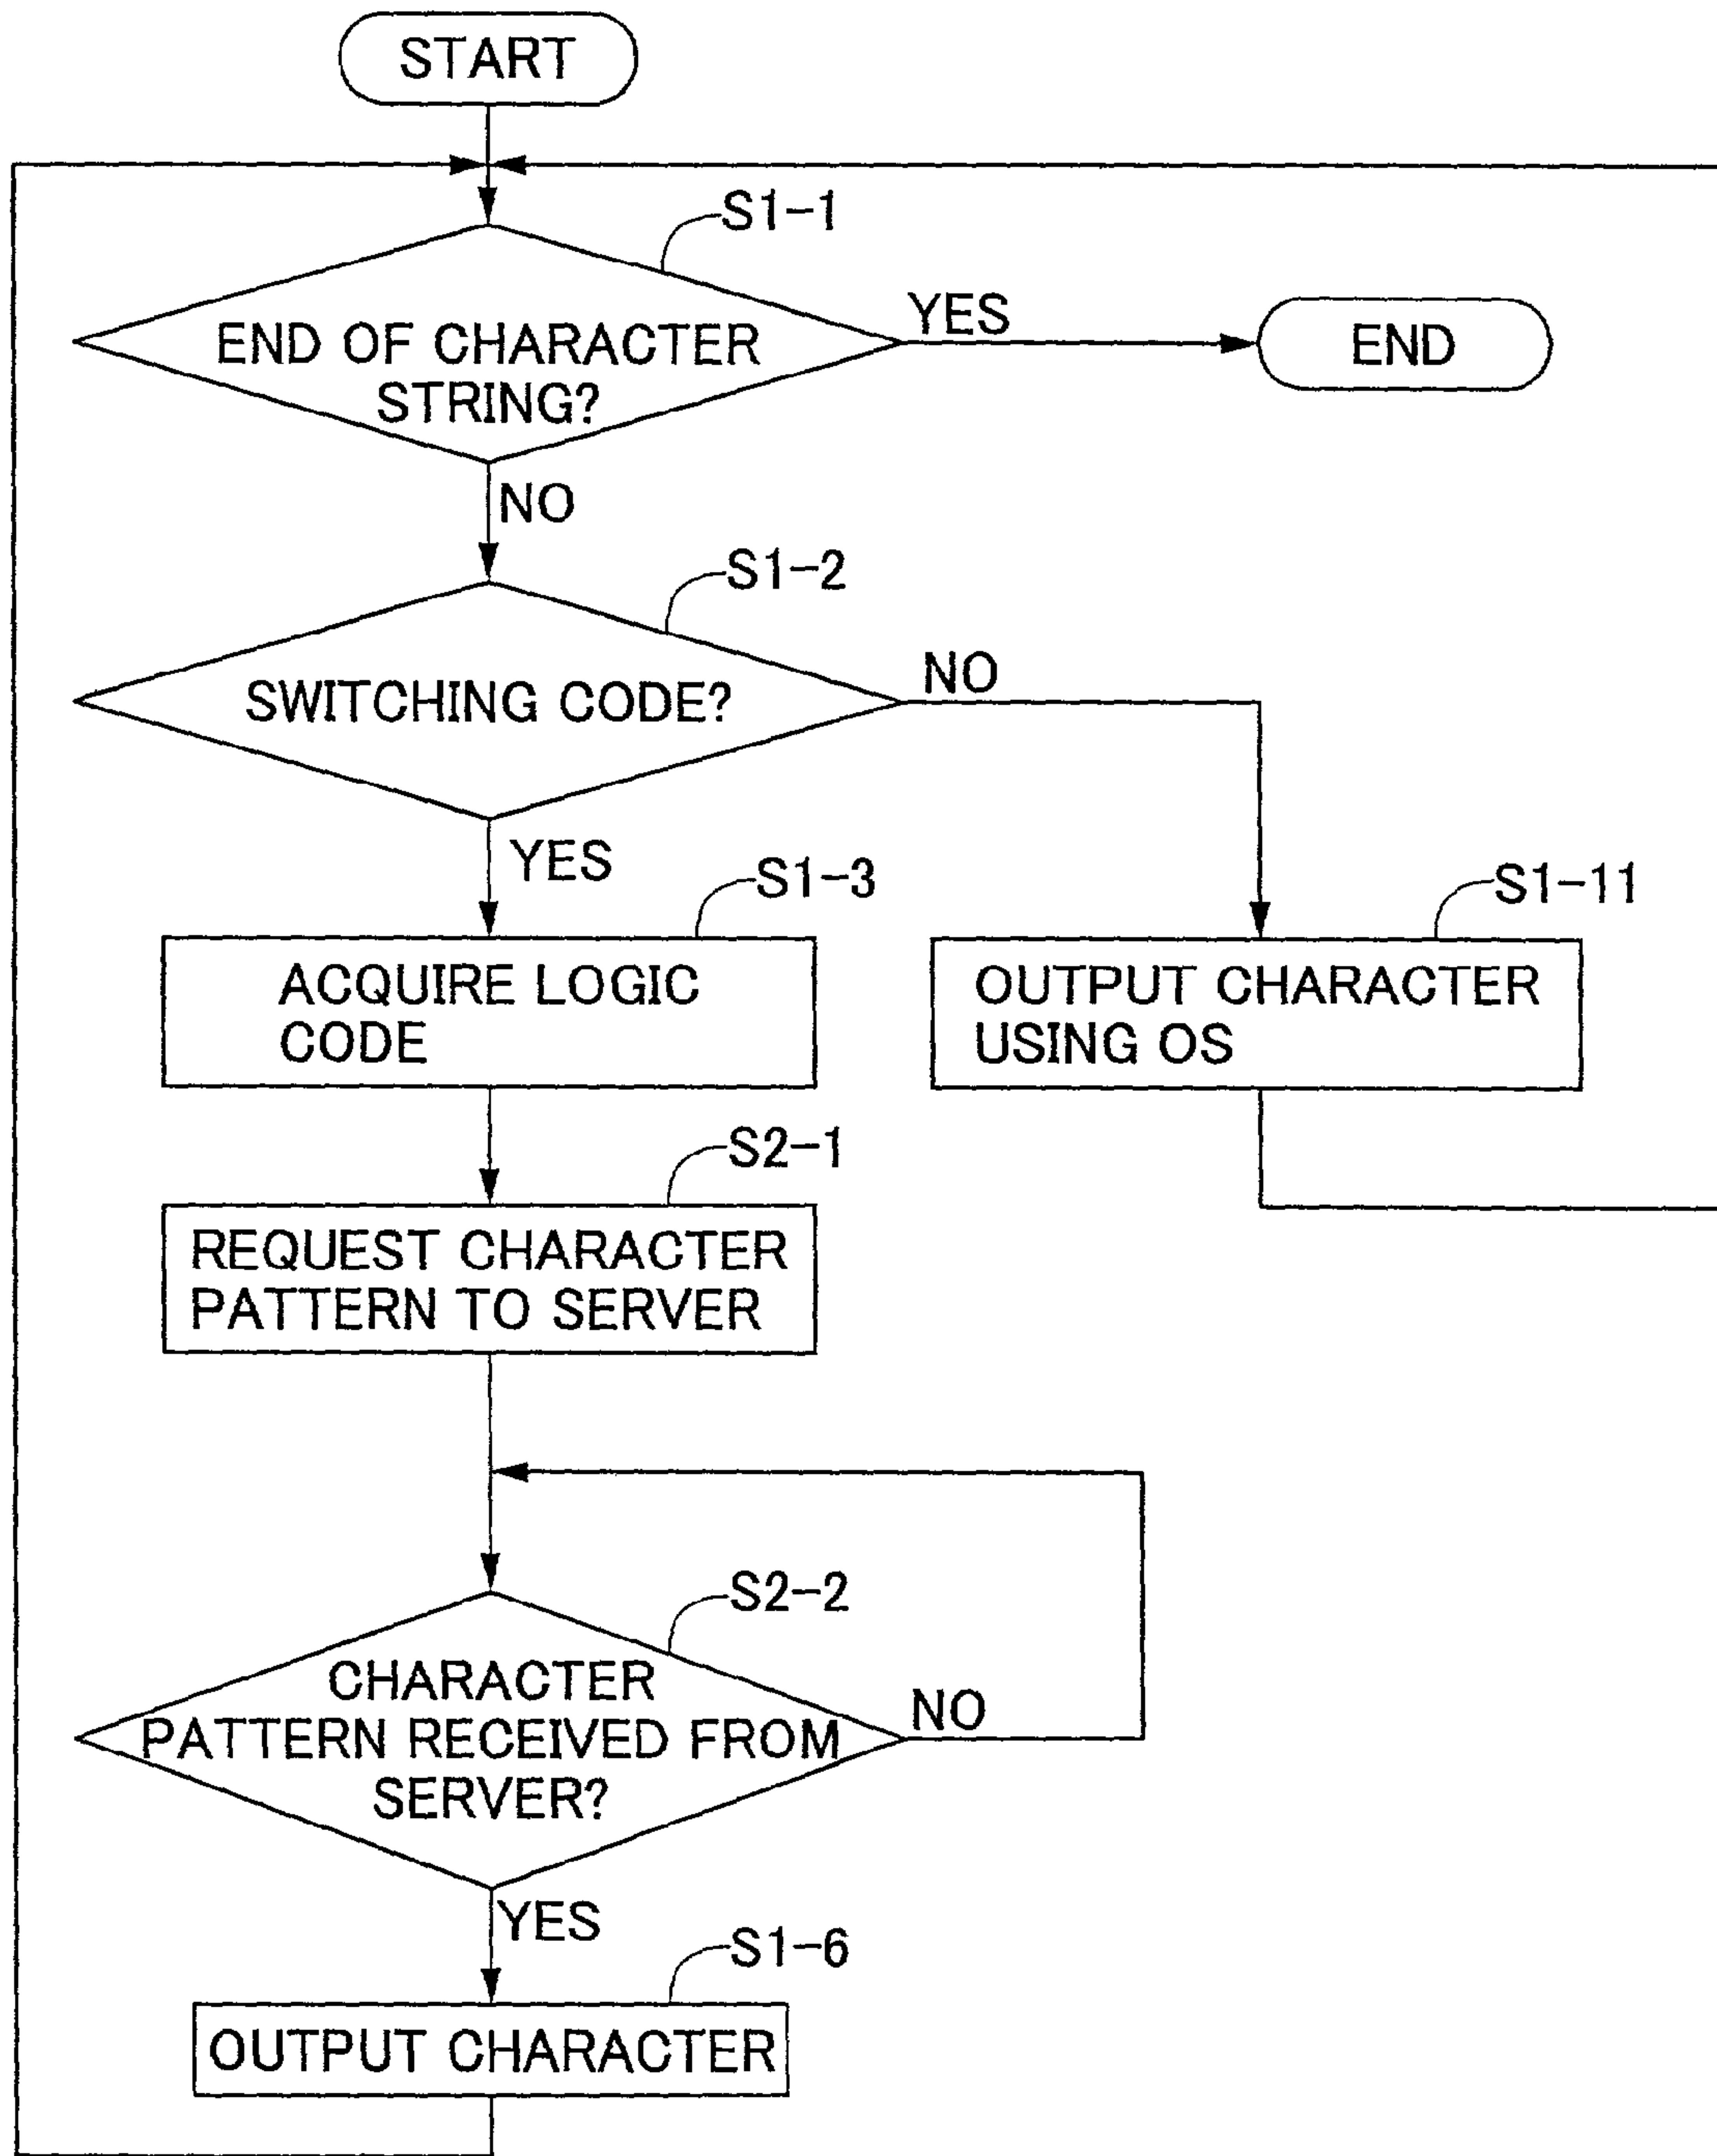 START
S1-1
END OF CHARACTER
STRING?
YES
END
NO
S1-2
SWITCHING CODE?
NO
YES
S1-3
ACQUIRE LOGIC
CODE
S1-11
OUTPUT CHARACTER
USING OS
S2-1
REQUEST CHARACTER
PATTERN TO SERVER
S2-2
CHARACTER
PATTERN RECEIVED FROM
SERVER?
NO
YES
S1-6
OUTPUT CHARACTER